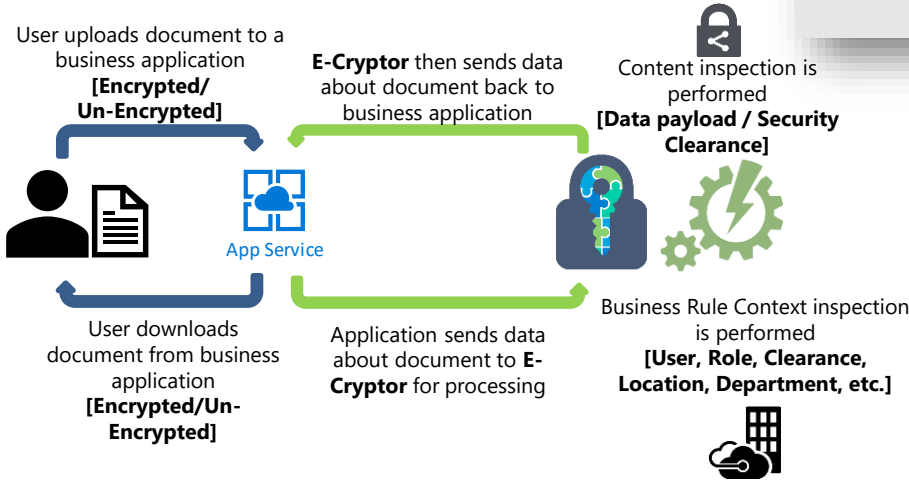 User uploads document to a
business application
[Encrypted/
Un-Encrypted]
E-Cryptor then sends data
about document back to
business application
Content inspection is
performed
[Data payload / Security
Clearance]
App Service
User downloads
document from business
application
[Encrypted/Un-
Encrypted]
Application sends data
about document to E-
Cryptor for processing
Business Rule Context inspection
is performed
[User, Role, Clearance,
Location, Department, etc.]